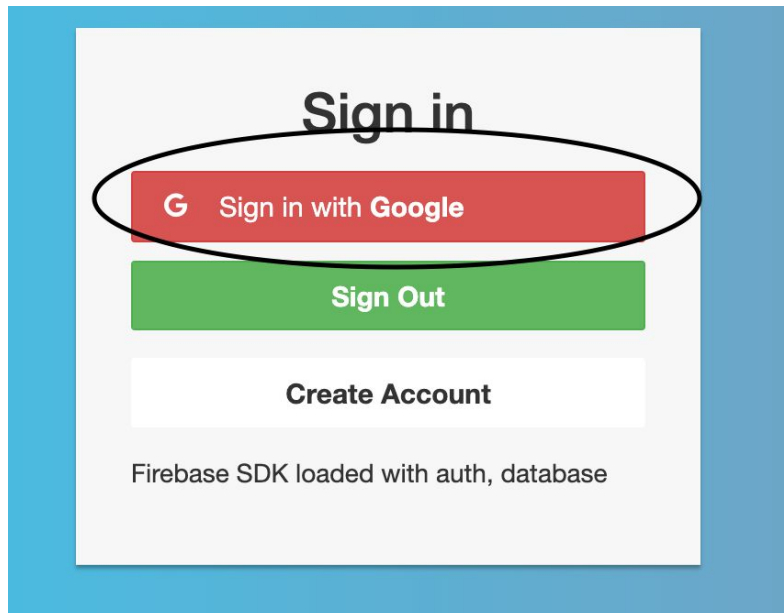 Sign in
G Sign in with Google
Sign Out
Create Account
Firebase SDK loaded with auth, database